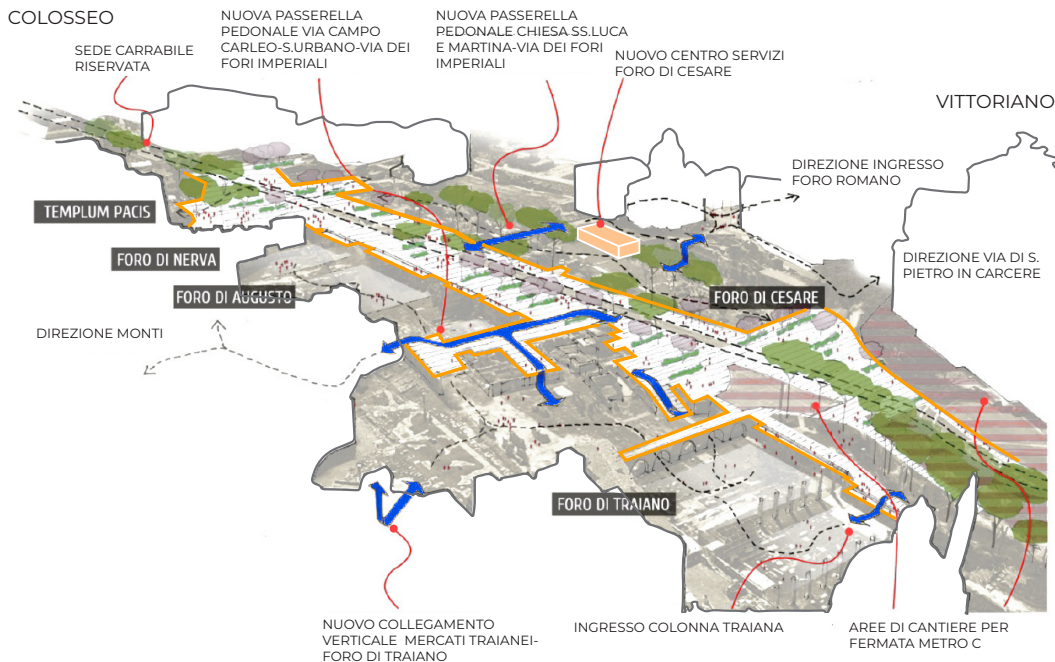 COLOSSEO
NUOVA PASSERELLA
PEDONALE VIA CAMPO
CARLEO-S.URBANO-VIA DEI
FORI IMPERIALI
NUOVA PASSERELLA
PEDONALE CHIESA SS.LUCA
E MARTINA-VIA DEI FORI
IMPERIALI
SEDE CARRABILE
RISERVATA
NUOVO CENTRO SERVIZI
FORO DI CESARE
VITTORIANO
DIREZIONE INGRESSO
FORO ROMANO
TEMPLUM PACIS
FORO DI NERVA
DIREZIONE VIA DI S.
PIETRO IN CARCERE
FORO DI AUGUSTO
FORO DI CESARE
DIREZIONE MONTI
FORO DI TRAIANO
NUOVO COLLEGAMENTO
VERTICALE MERCATI TRAIANEI-
FORO DI TRAIANO
INGRESSO COLONNA TRAIANA
AREE DI CANTIERE PER
FERMATA METRO C